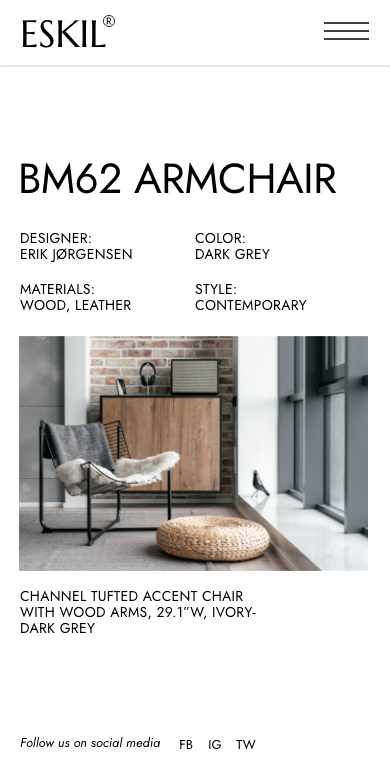 ESKIL®
BM62 ARMCHAIR
DESIGNER:
ERIK JØRGENSEN
COLOR:
DARK GREY
MATERIALS:
WOOD, LEATHER
STYLE:
CONTEMPORARY
CHANNEL TUFTED ACCENT CHAIR
WITH WOOD ARMS, 29.1”W, IVORY-
DARK GREY
Follow us on social media FB IG TW